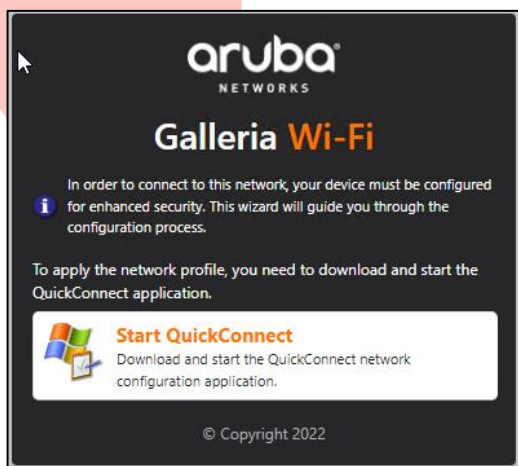 aruba
NETWORKS
Galleria Wi-Fi
In order to connect to this network, your device must be configured
for enhanced security. This wizard will guide you through the
configuration process.
To apply the network profile, you need to download and start the
QuickConnect application.
Start QuickConnect
Download and start the QuickConnect network
configuration application.
© Copyright 2022